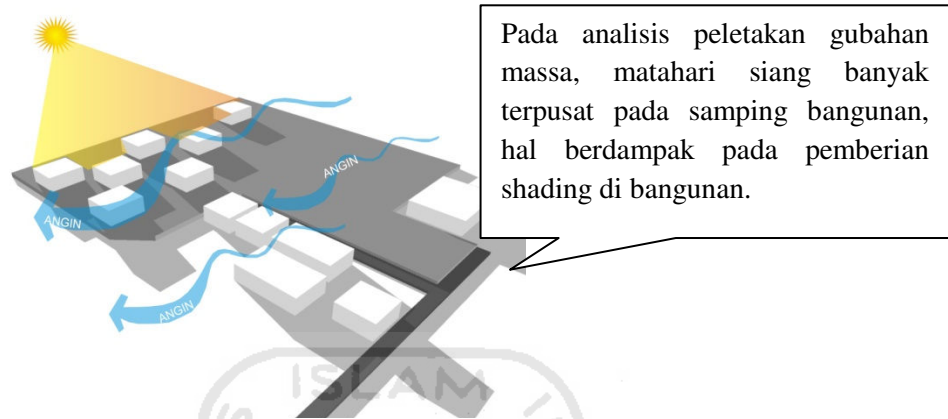 Pada analisis peletakan gubahan
massa, matahari siang banyak
terpusat pada samping bangunan,
hal berdampak pada pemberian
shading di bangunan.
ANGIN
ANGIN
ANGIN
ISLAM